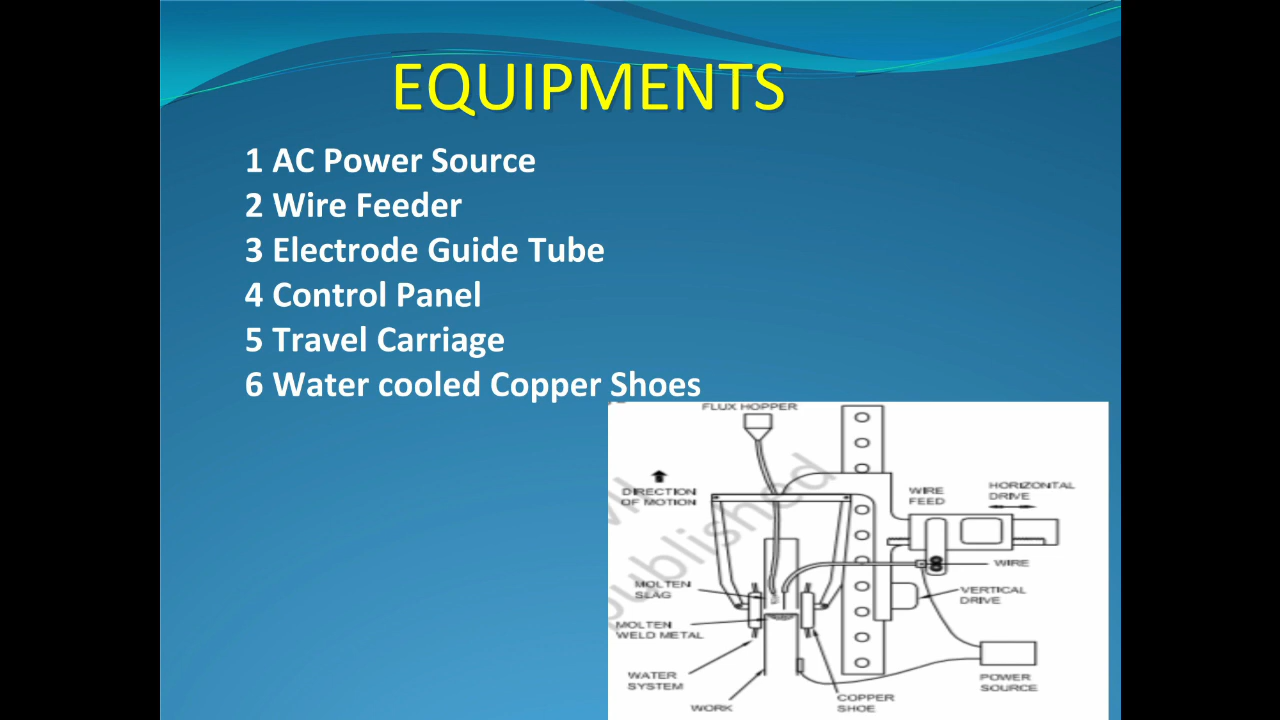 EQUIPMENTS
1 AC Power Source
2 Wire Feeder
3 Electrode Guide Tube
4 Control Panel
5 Travel Carriage
6 Water cooled Copper Shoes
FLUX HOPPER
DIRECTION
OF MOTION
WIRE
FEED
HORIZONTAL
DRIVE
WIRE
MOLTEN
SLAG
VERTICAL
DRIVE
MOLTEN
WELD METAL
WATER
SYSTEM
POWER
SOURCE
COPPER
SHOE
WORK
published